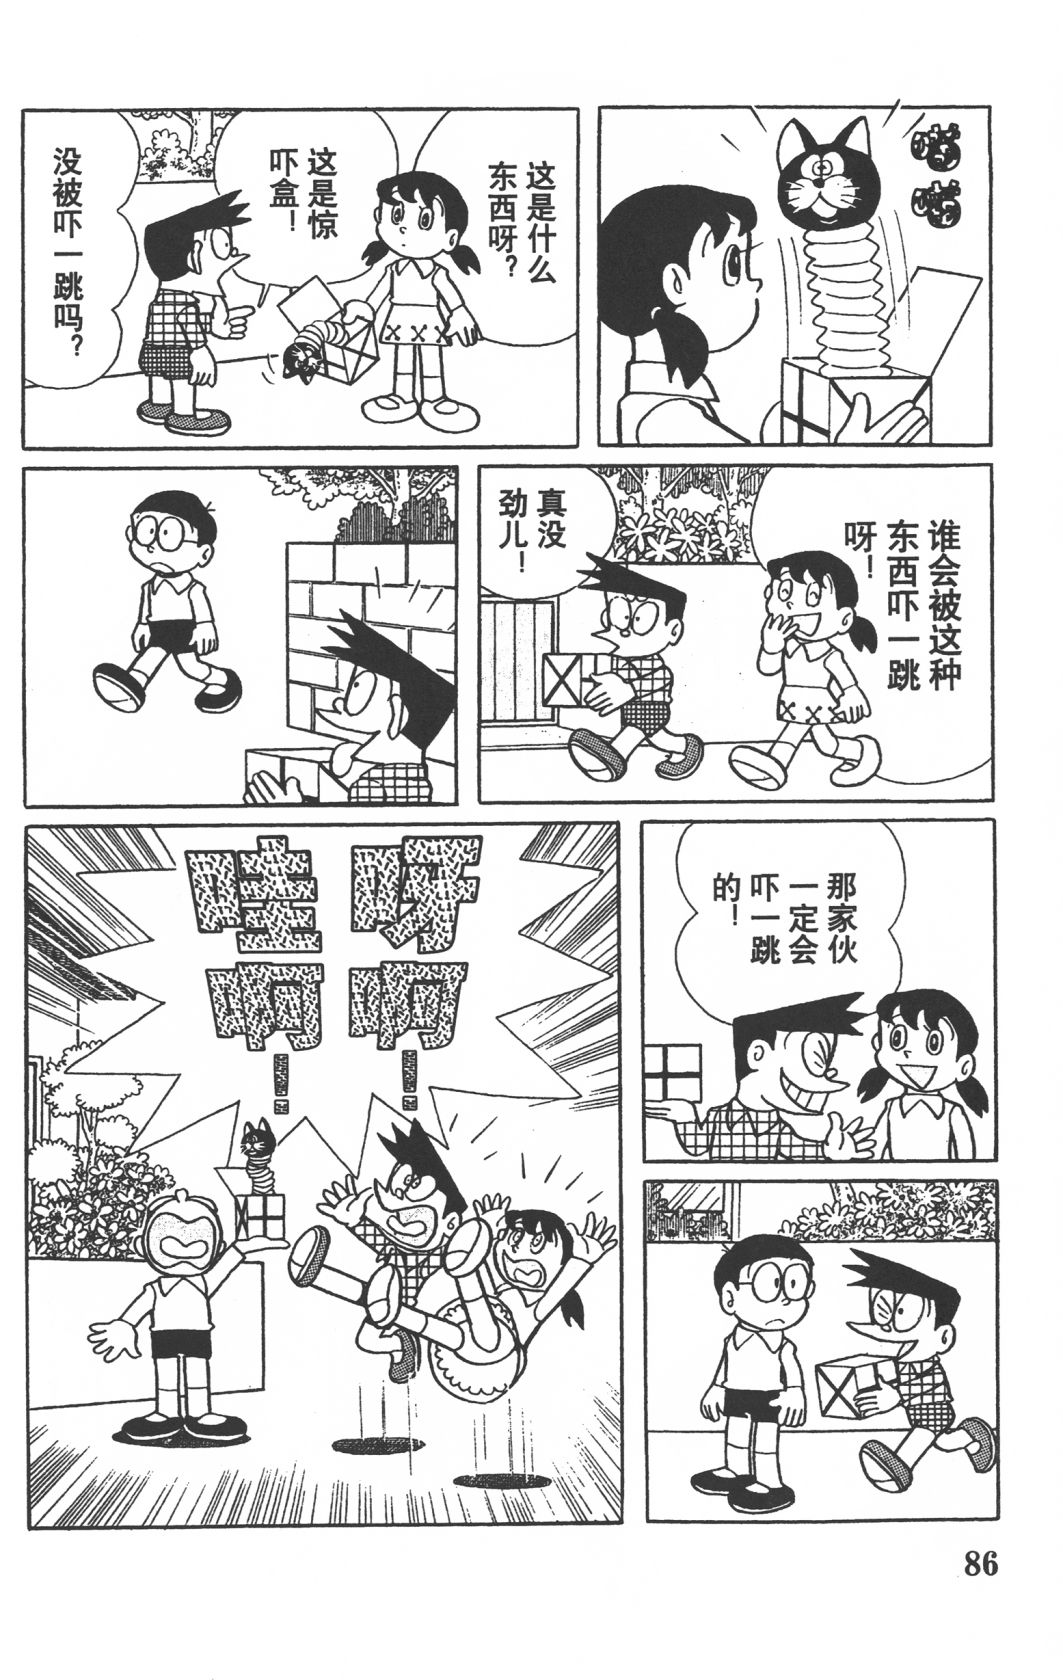 嗒
嗒
这是什么
东西呀？
这是惊
吓盒！
没被吓一跳吗？
谁会被这种
东西吓一跳
呀！
真没
劲儿！
那家伙
一定会
吓一跳
的！
呀啊！
哇啊！
86